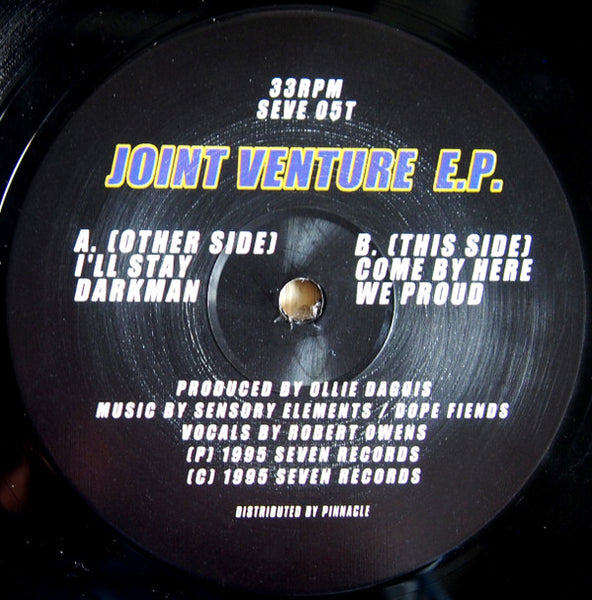 33RPM
SEVE 05T
JOINT VENTURE E.P.
A. (OTHER SIDE)
I'LL STAY
DARKMAN
B. (THIS SIDE)
COME BY HERE
WE PROUD
PRODUCED BY OLLIE DAGOIS
MUSIC BY SENSORY ELEMENTS / DOPE FIENDS
VOCALS BY ROBERT OWENS
(P) 1995 SEVEN RECORDS
(C) 1995 SEVEN RECORDS
DISTRIBUTED BY PINNACLE